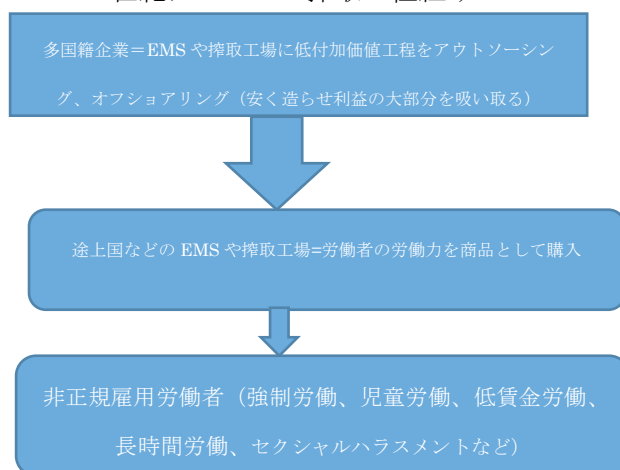 多国籍企業＝EMS や搾取工場に低付加価値工程をアウトソーシン
グ、オフショアリング（安く造らせ利益の大部分を吸い取る）
途上国などの EMS や搾取工場=労働者の労働力を商品として購入
非正規雇用労働者（強制労働、児童労働、低賃金労働、
長時間労働、セクシャルハラスメントなど）